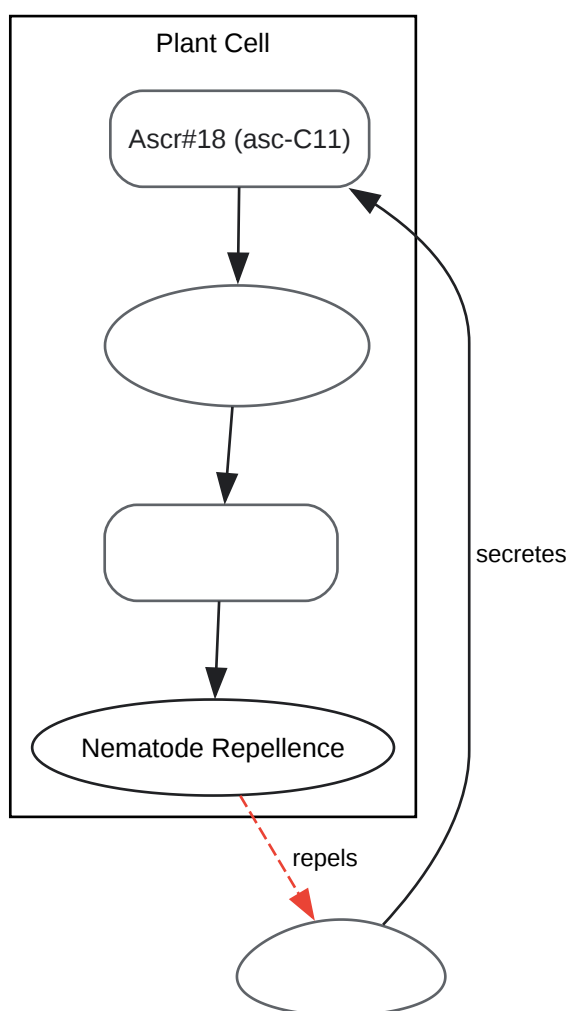 Plant Cell
Ascr#18 (asc-C11)
secretes
Nematode Repellence
repels